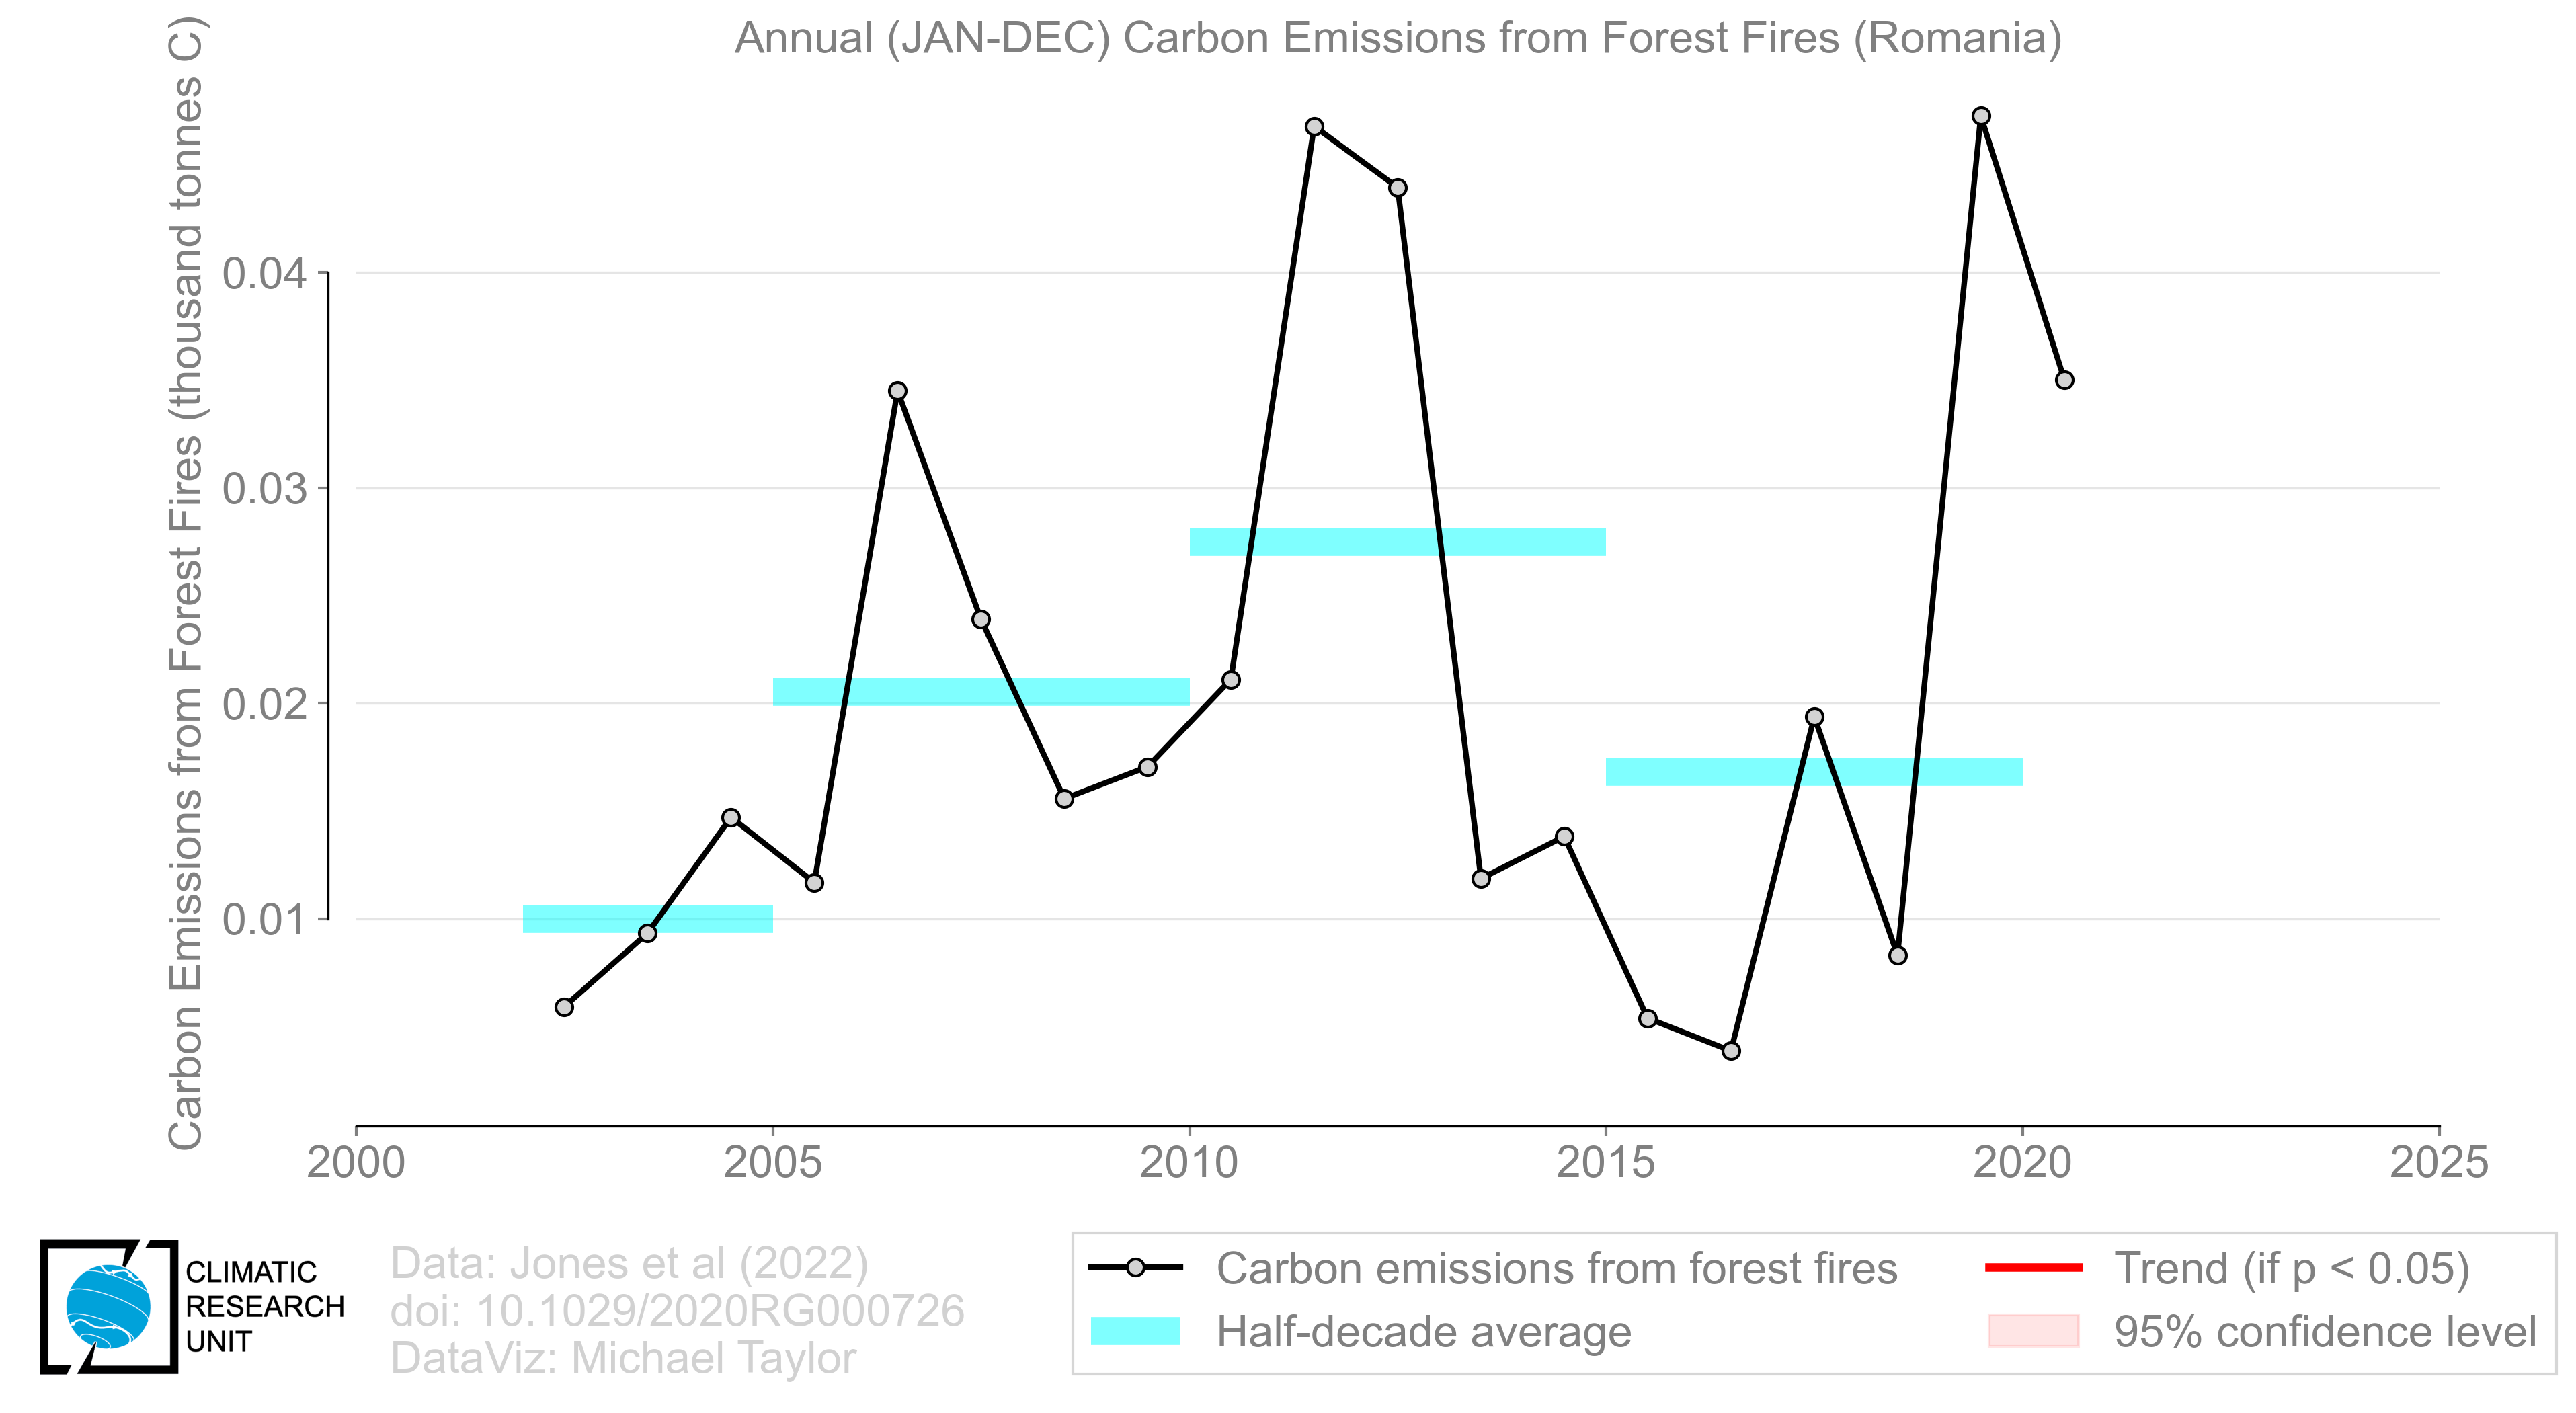 Annual (JAN-DEC) Carbon Emissions from Forest Fires (Romania)
Carbon Emissions from Forest Fires (thousand tonnes C)
0.04
0.03
0.02
0.01
2000
2005
2010
2015
2020
2025
CLIMATIC
RESEARCH
UNIT
Data: Jones et al (2022)
doi: 10.1029/2020RG000726
DataViz: Michael Taylor
Carbon emissions from forest fires
Half-decade average
Trend (if p < 0.05)
95% confidence level